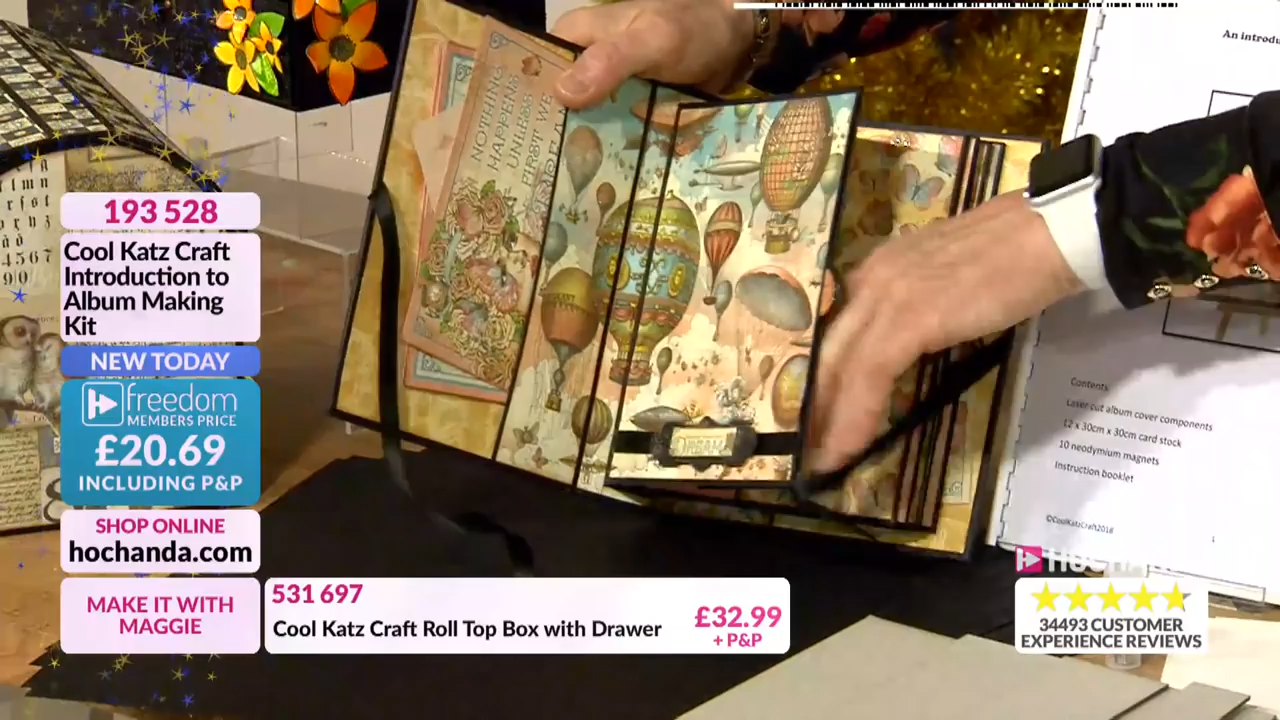 193 528
Cool Katz Craft
Introduction to
Album Making
Kit
NEW TODAY
freedom
MEMBERS PRICE
£20.69
INCLUDING P&P
SHOP ONLINE
hochanda.com
MAKE IT WITH
MAGGIE
531 697
Cool Katz Craft Roll Top Box with Drawer
£32.99
+ P&P
34493 CUSTOMER
EXPERIENCE REVIEWS
NOTHING
HAPPENS
UNLESS
FIRST WE
DREAM
An
Contents
Laser cut album cover components
12 x 30cm x 30cm card stock
10 neodymium magnets
Instruction booklet
©CoolKatzCraft2018
1